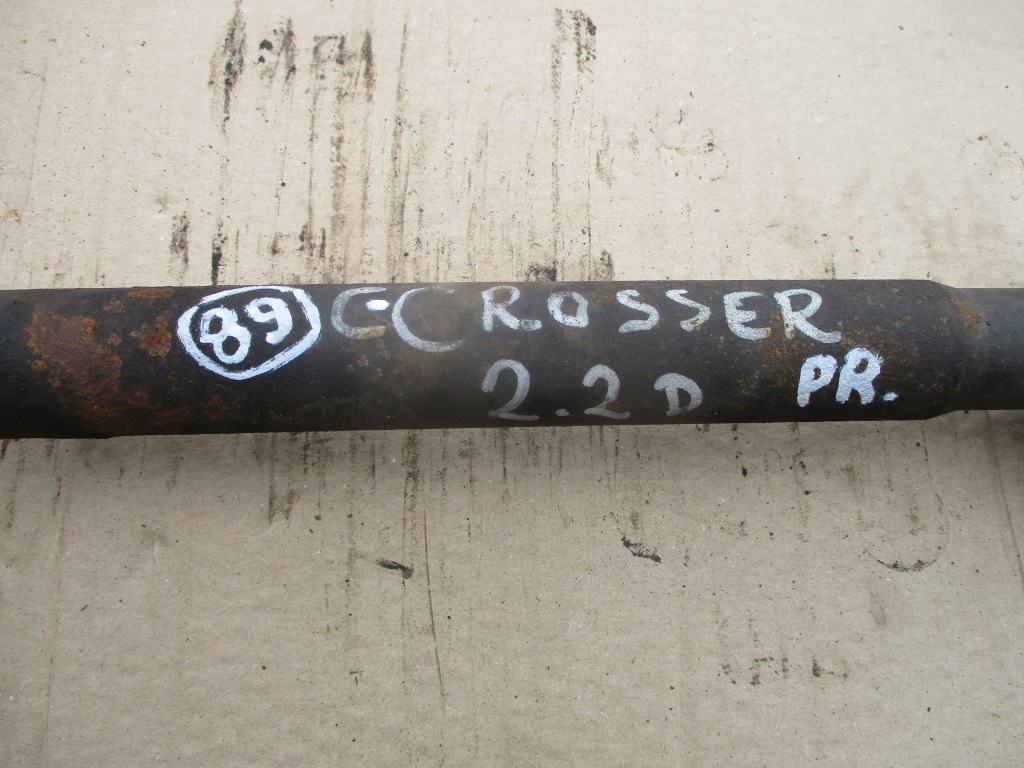 89 C-CROSSER
2.2D PR.